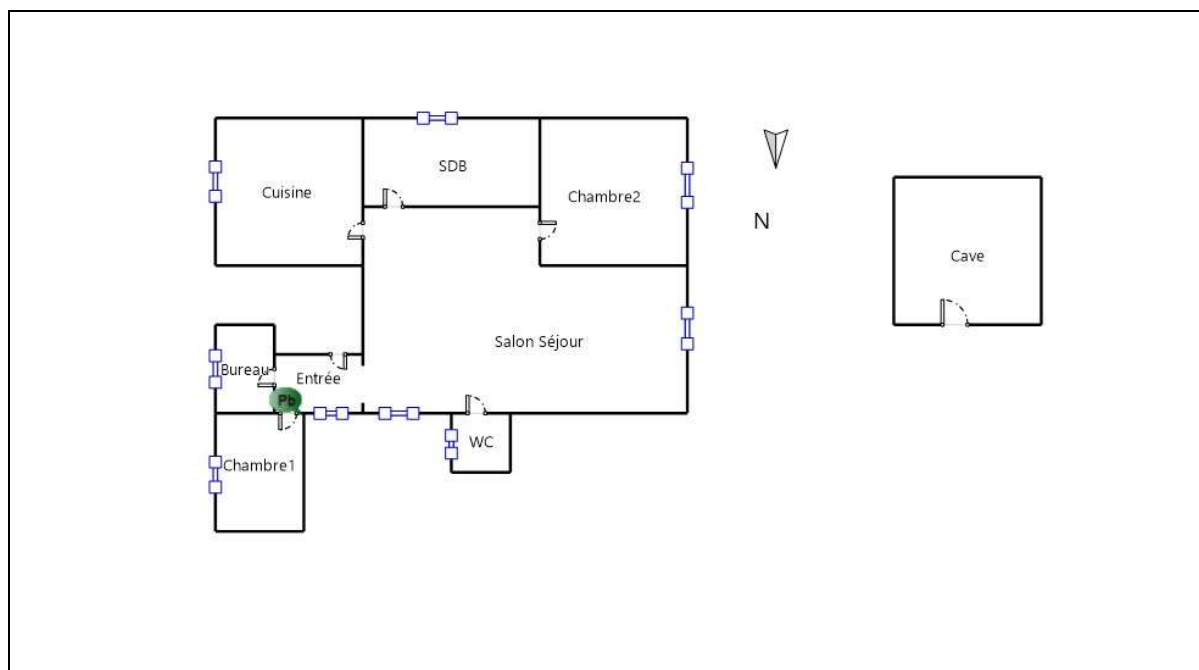 SDB
Cuisine
Chambre2
N
Cave
Salon Séjour
Bureau
Entrée
Pb
WC
Chambre1